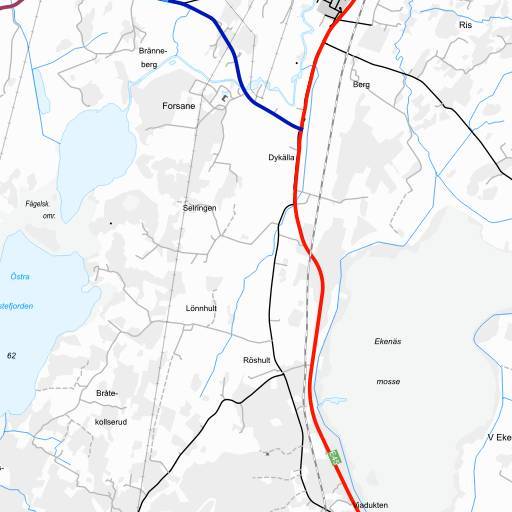 Ris
Bränne-
berg
Berg
Forsane
Dykälla
Fågelsk.
omr.
Selringen
Östra
stefjorden
Lönnhult
Ekenäs
62
Röshult
mosse
Bråte-
kollserud
V Eke
Viadukten